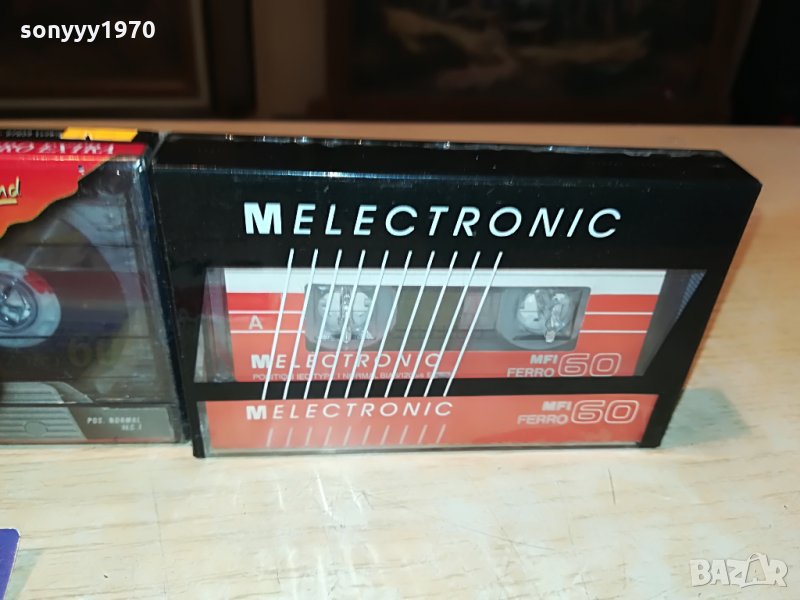 sonyyy1970
POS. NORMAL
MELECTRONIC
A
MELECTRONIC
MFI
FERRO 60
MELECTRONIC
MFI
FERRO 60
BAZAR